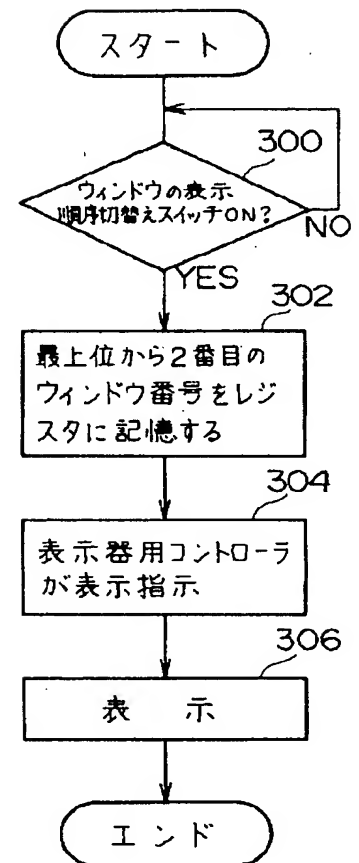 スタート
300
ウィンドウの表示
順序切替えスイッチON?
NO
YES
302
最上位から2番目の
ウィンドウ番号をレジ
スタに記憶する
304
表示器用コントローラ
が表示指示
306
表 示
エンド